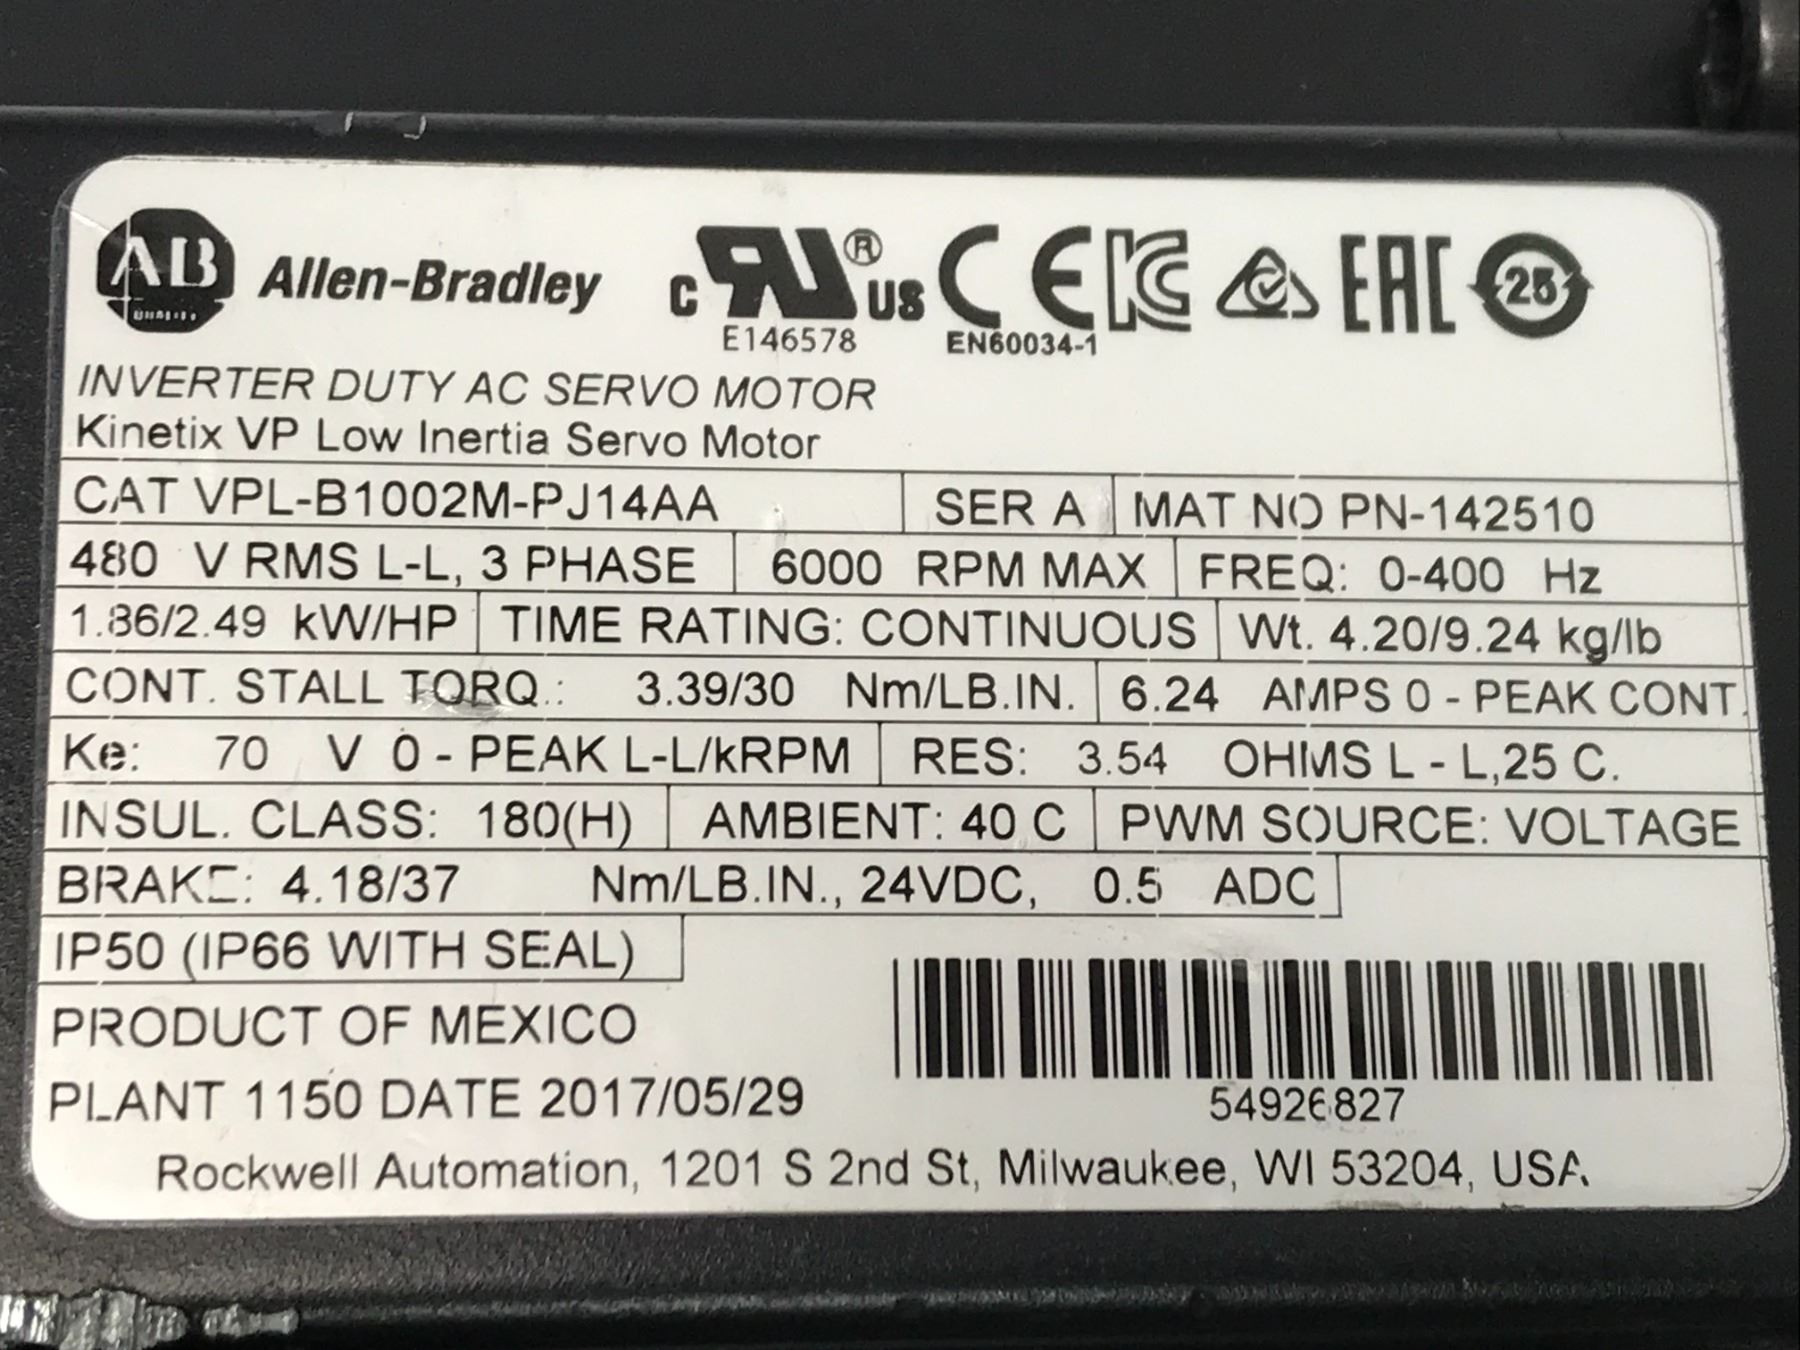 AB Allen-Bradley c RU® US CE KC EAC 25
E146578 EN60034-1
INVERTER DUTY AC SERVO MOTOR
Kinetix VP Low Inertia Servo Motor
CAT VPL-B1002M-PJ14AA SER A MAT NO PN-142510
480 V RMS L-L, 3 PHASE 6000 RPM MAX FREQ: 0-400 Hz
1.86/2.49 kW/HP TIME RATING: CONTINUOUS Wt. 4.20/9.24 kg/lb
CONT. STALL TORQ.: 3.39/30 Nm/LB.IN. 6.24 AMPS 0 - PEAK CONT.
Ke: 70 V 0 - PEAK L-L/kRPM RES: 3.54 OHMS L - L,25 C.
INSUL. CLASS: 180(H) AMBIENT: 40 C PWM SOURCE: VOLTAGE
BRAKE: 4.18/37 Nm/LB.IN., 24VDC, 0.5 ADC
IP50 (IP66 WITH SEAL)
PRODUCT OF MEXICO
PLANT 1150 DATE 2017/05/29
54926827
Rockwell Automation, 1201 S 2nd St, Milwaukee, WI 53204, USA.